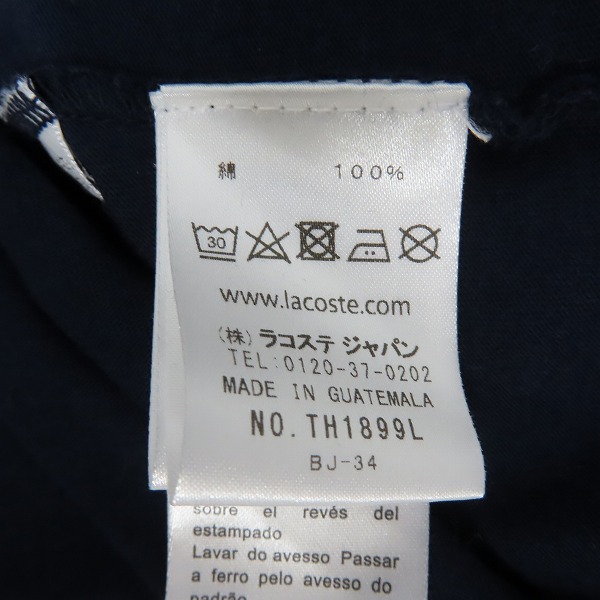 綿 100%
30
www.lacoste.com
(株) ラコステ ジャパン
TEL:0120-37-0202
MADE IN GUATEMALA
NO. TH1899L
BJ-34
sobre el revés del
estampado
Lavar do avesso Passar
a ferro pelo avesso do
padrão